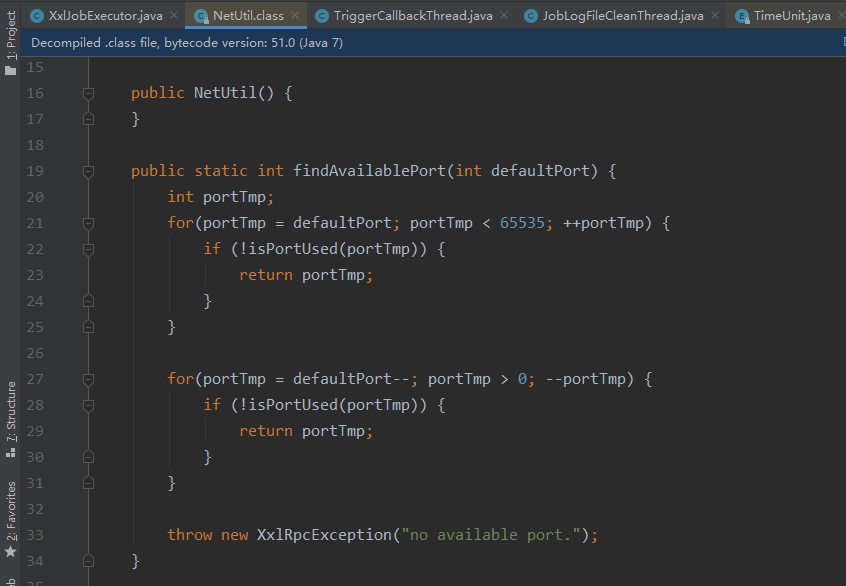 XxlJobExecutor.java NetUtil.class TriggerCallbackThread.java JobLogFileCleanThread.java TimeUnit.java
Decompiled .class file, bytecode version: 51.0 (Java 7)
1: Project
7: Structure
2: Favorites
15
16 public NetUtil() {
17 }
18
19 public static int findAvailablePort(int defaultPort) {
20 int portTmp;
21 for(portTmp = defaultPort; portTmp < 65535; ++portTmp) {
22 if (!isPortUsed(portTmp)) {
23 return portTmp;
24 }
25 }
26
27 for(portTmp = defaultPort--; portTmp > 0; --portTmp) {
28 if (!isPortUsed(portTmp)) {
29 return portTmp;
30 }
31 }
32
33 throw new XxlRpcException("no available port.");
34 }